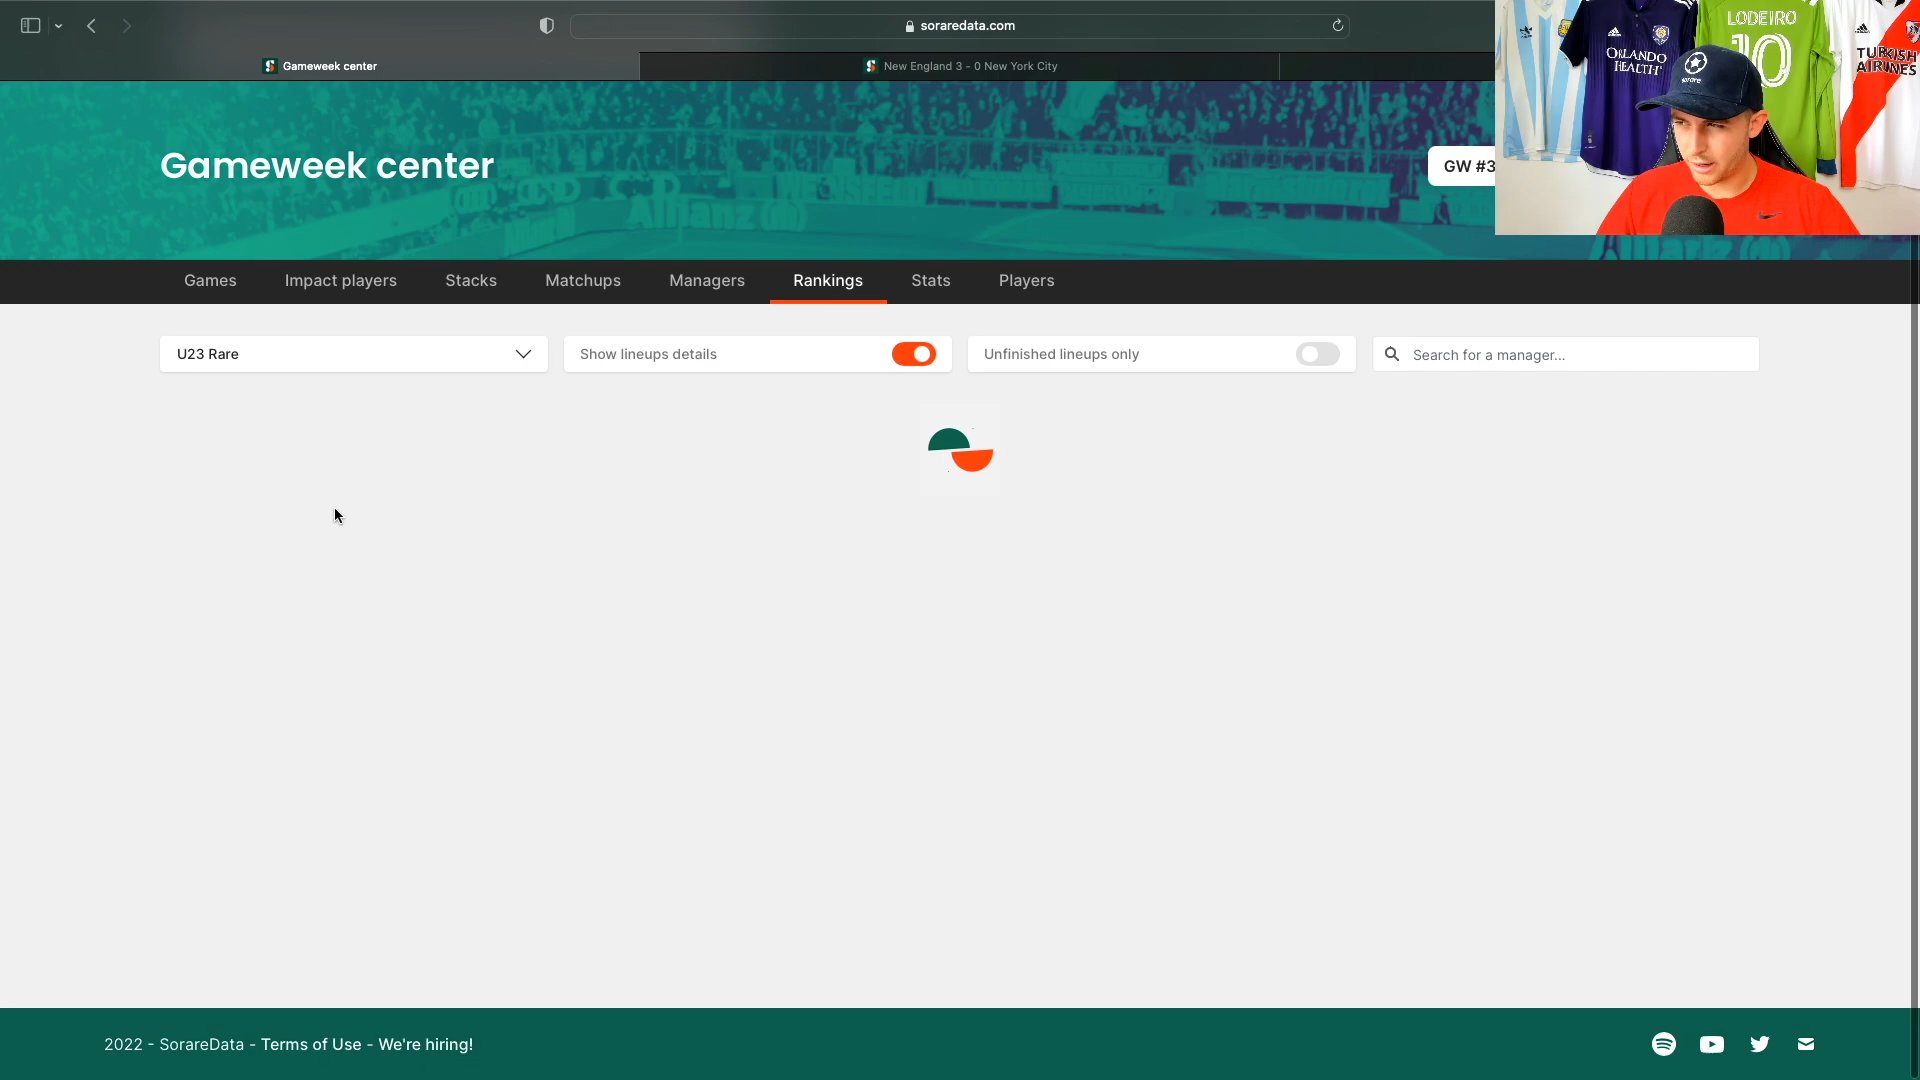 soraredata.com
Gameweek center
New England 3 - 0 New York City
Gameweek center
GW #3
LODEIRO
10
ORLANDO
HEALTH
TURKISH
AIRLINES
sorare
Games
Impact players
Stacks
Matchups
Managers
Rankings
Stats
Players
U23 Rare
Show lineups details
Unfinished lineups only
Search for a manager...
2022 - SorareData - Terms of Use - We're hiring!